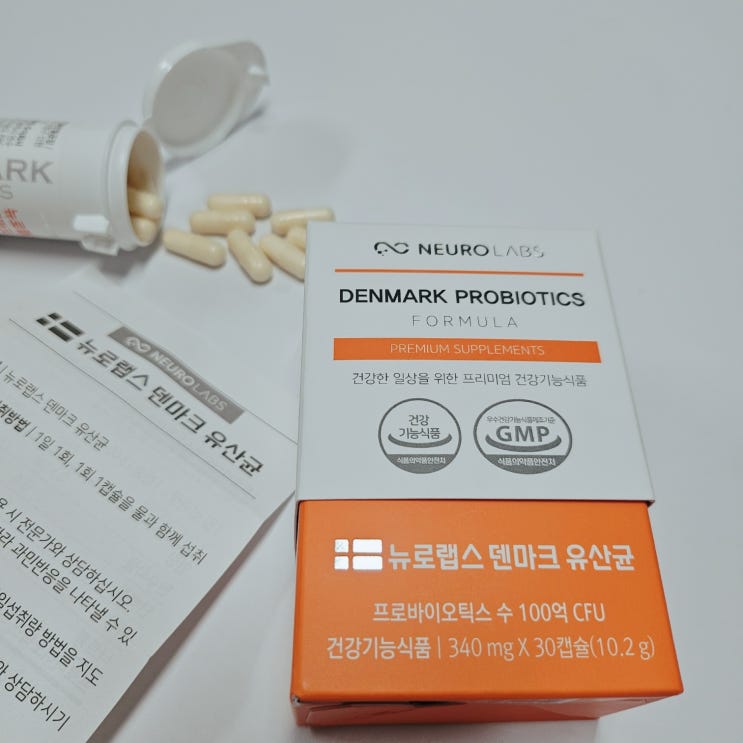 NEUROLABS
DENMARK PROBIOTICS
FORMULA
PREMIUM SUPPLEMENTS
건강한 일상을 위한 프리미엄 건강기능식품
건강
기능식품
식품의약품안전처
우수건강기능식품제조기준
GMP
식품의약품안전처
뉴로랩스 덴마크 유산균
프로바이오틱스 수 100억 CFU
건강기능식품 | 340 mg X 30캡슐(10.2 g)
NEUROLABS
뉴로랩스 덴마크 유산균
뉴로랩스 덴마크 유산균
| 1일 1회, 1회 1캡슐을 물과 함께 섭취
시 전문가와 상담하십시오.
과민반응을 나타낼 수 있
방법을 지도
상담하시기
ARK
S